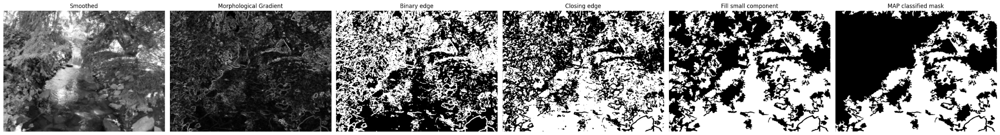 Smoothed
Morphological Gradient
Binary edge
Closing edge
Fill small component
MAP classified mask